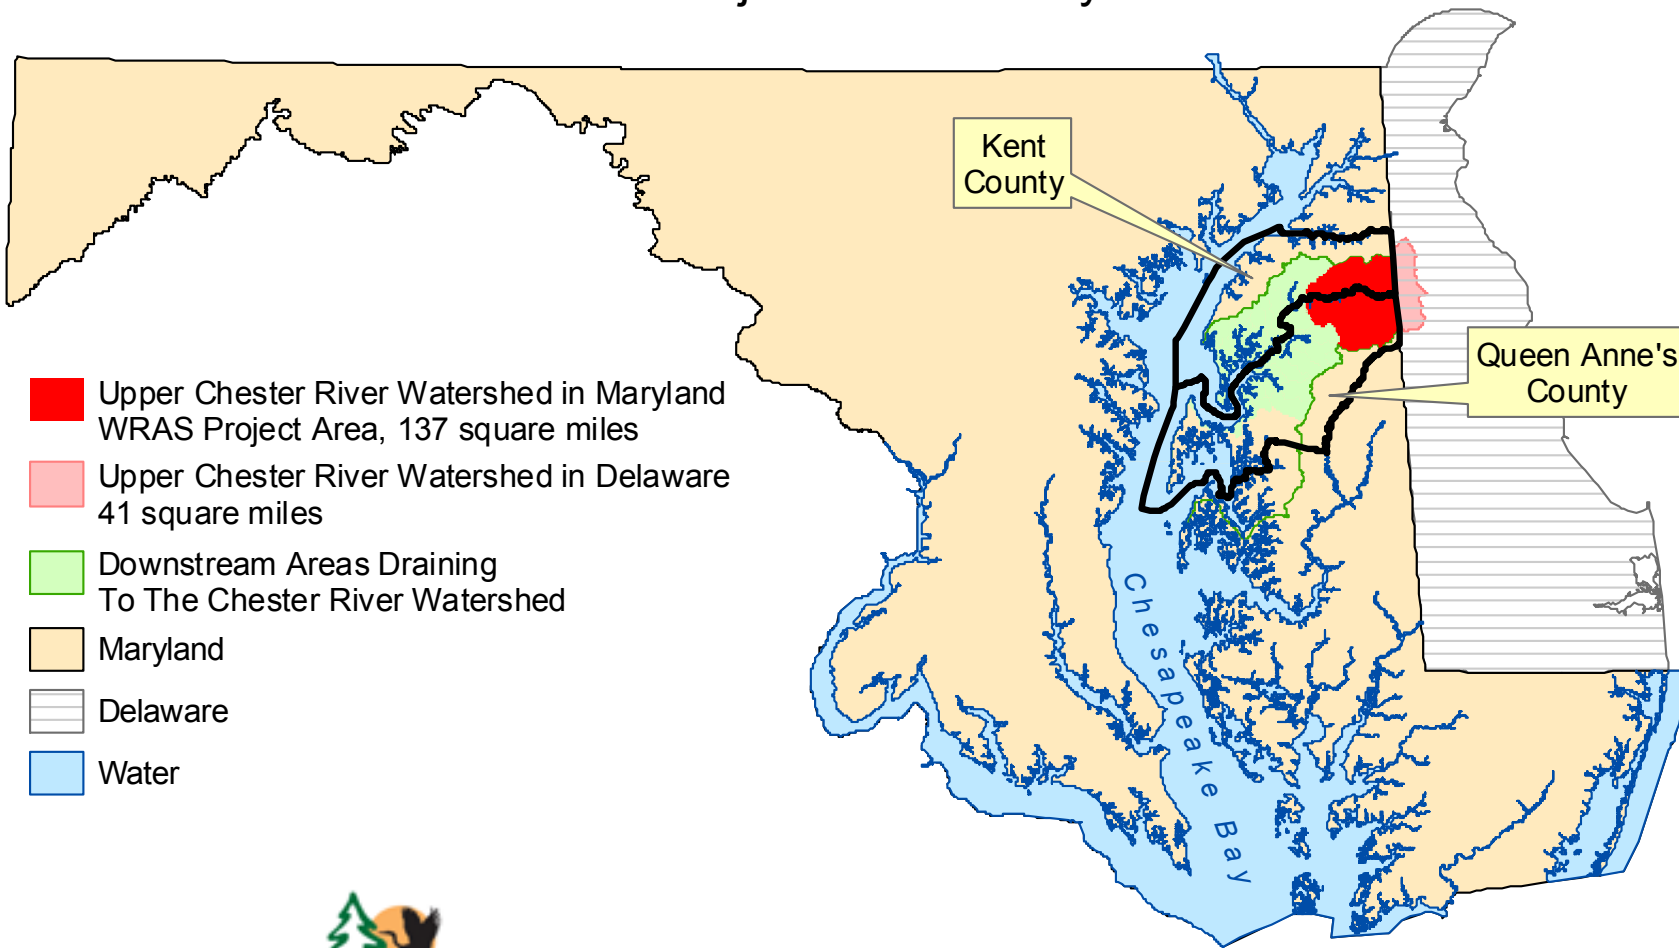 Kent
County
Queen Anne's
County
Upper Chester River Watershed in Maryland
WRAS Project Area, 137 square miles
Upper Chester River Watershed in Delaware
41 square miles
Downstream Areas Draining
To The Chester River Watershed
Maryland
Delaware
Water
Chesapeake Bay